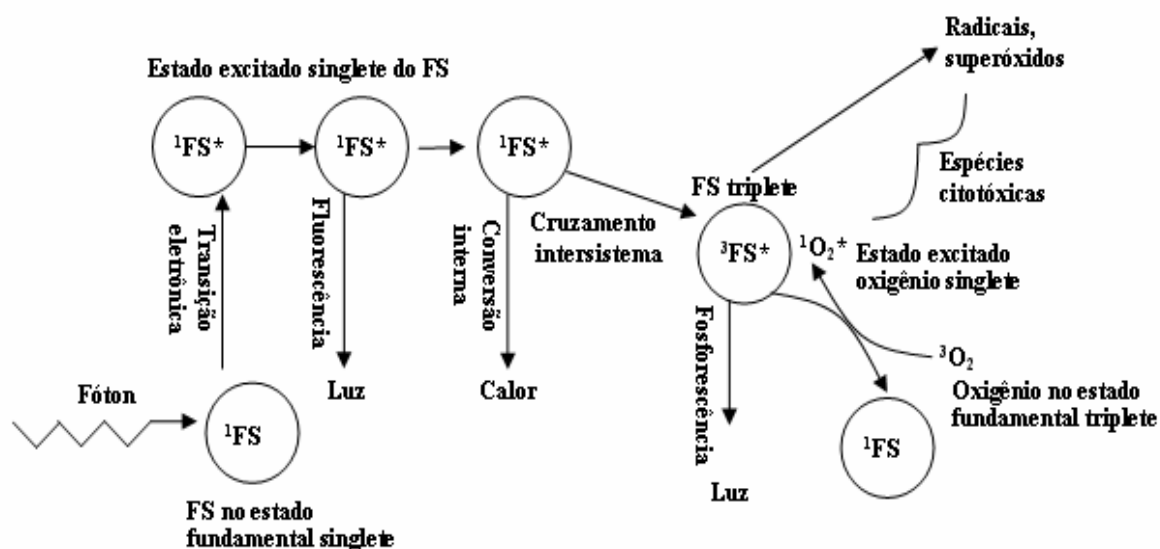 Radicais,
superóxidos
Estado excitado singlete do FS
¹FS*
¹FS*
¹FS*
Espécies
citotóxicas
FS triplete
Transição
eletrônica
Fluorescência
Conversão
interna
Cruzamento
intersistema
³FS*
¹O₂*
Estado excitado
oxigênio singlete
Fosforescência
³O₂
Fóton
Luz
Calor
Oxigênio no estado
fundamental triplete
¹FS
¹FS
Luz
FS no estado
fundamental singlete